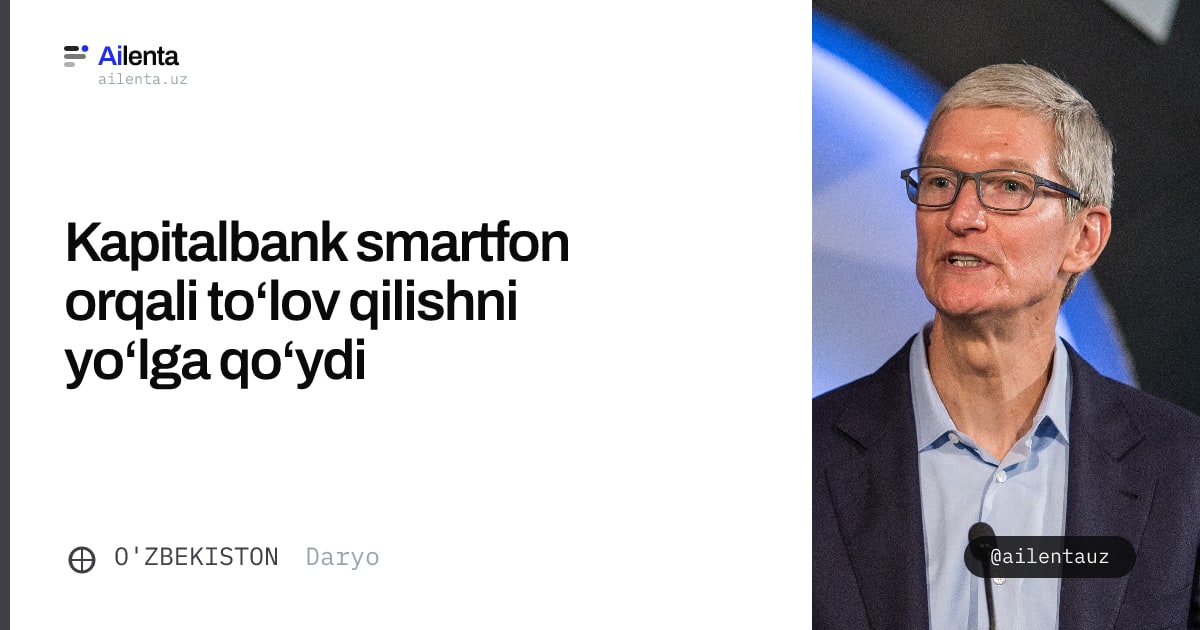 Ailenta
ailenta.uz
Kapitalbank smartfon
orqali to‘lov qilishni
yo‘lga qo‘ydi
O'ZBEKISTON Daryo
@ailentauz